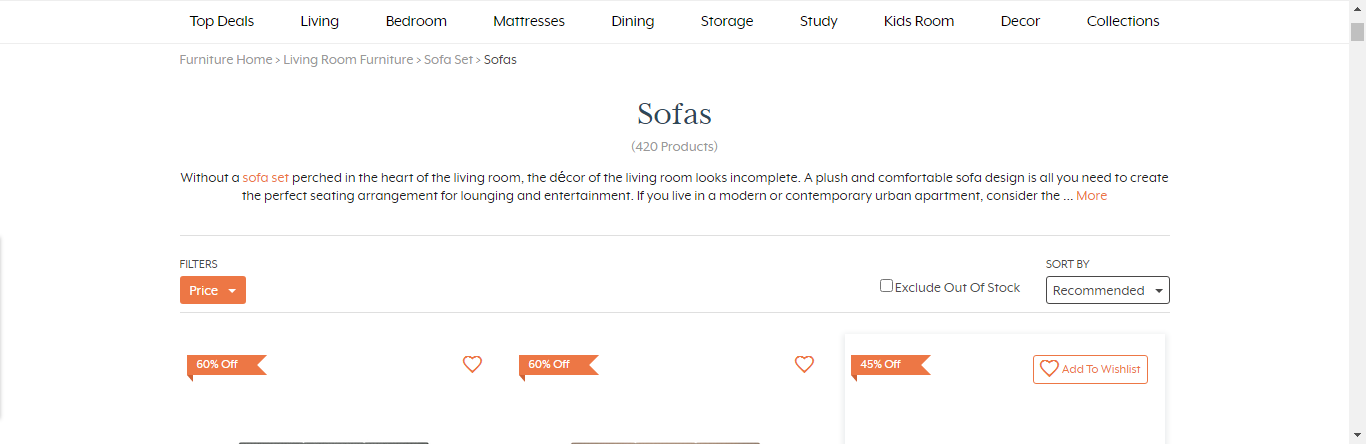 Top Deals Living Bedroom Mattresses Dining Storage Study Kids Room Decor Collections
Furniture Home > Living Room Furniture > Sofa Set > Sofas
Sofas
(420 Products)
Without a sofa set perched in the heart of the living room, the décor of the living room looks incomplete. A plush and comfortable sofa design is all you need to create
the perfect seating arrangement for lounging and entertainment. If you live in a modern or contemporary urban apartment, consider the ... More
FILTERS
Price
Exclude Out Of Stock
SORT BY
Recommended
60% Off
60% Off
45% Off
Add To Wishlist